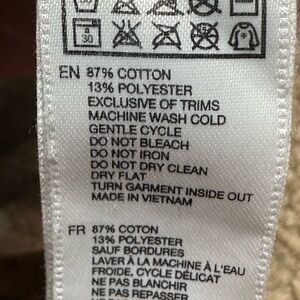 30
EN 87% COTTON
13% POLYESTER
EXCLUSIVE OF TRIMS
MACHINE WASH COLD
GENTLE CYCLE
DO NOT BLEACH
DO NOT IRON
DO NOT DRY CLEAN
DRY FLAT
TURN GARMENT INSIDE OUT
MADE IN VIETNAM
FR 87% COTON
13% POLYESTER
SAUF BORDURES
LAVER À LA MACHINE À L'EAU
FROIDE, CYCLE DÉLICAT
NE PAS BLANCHIR
NE PAS REPASSER